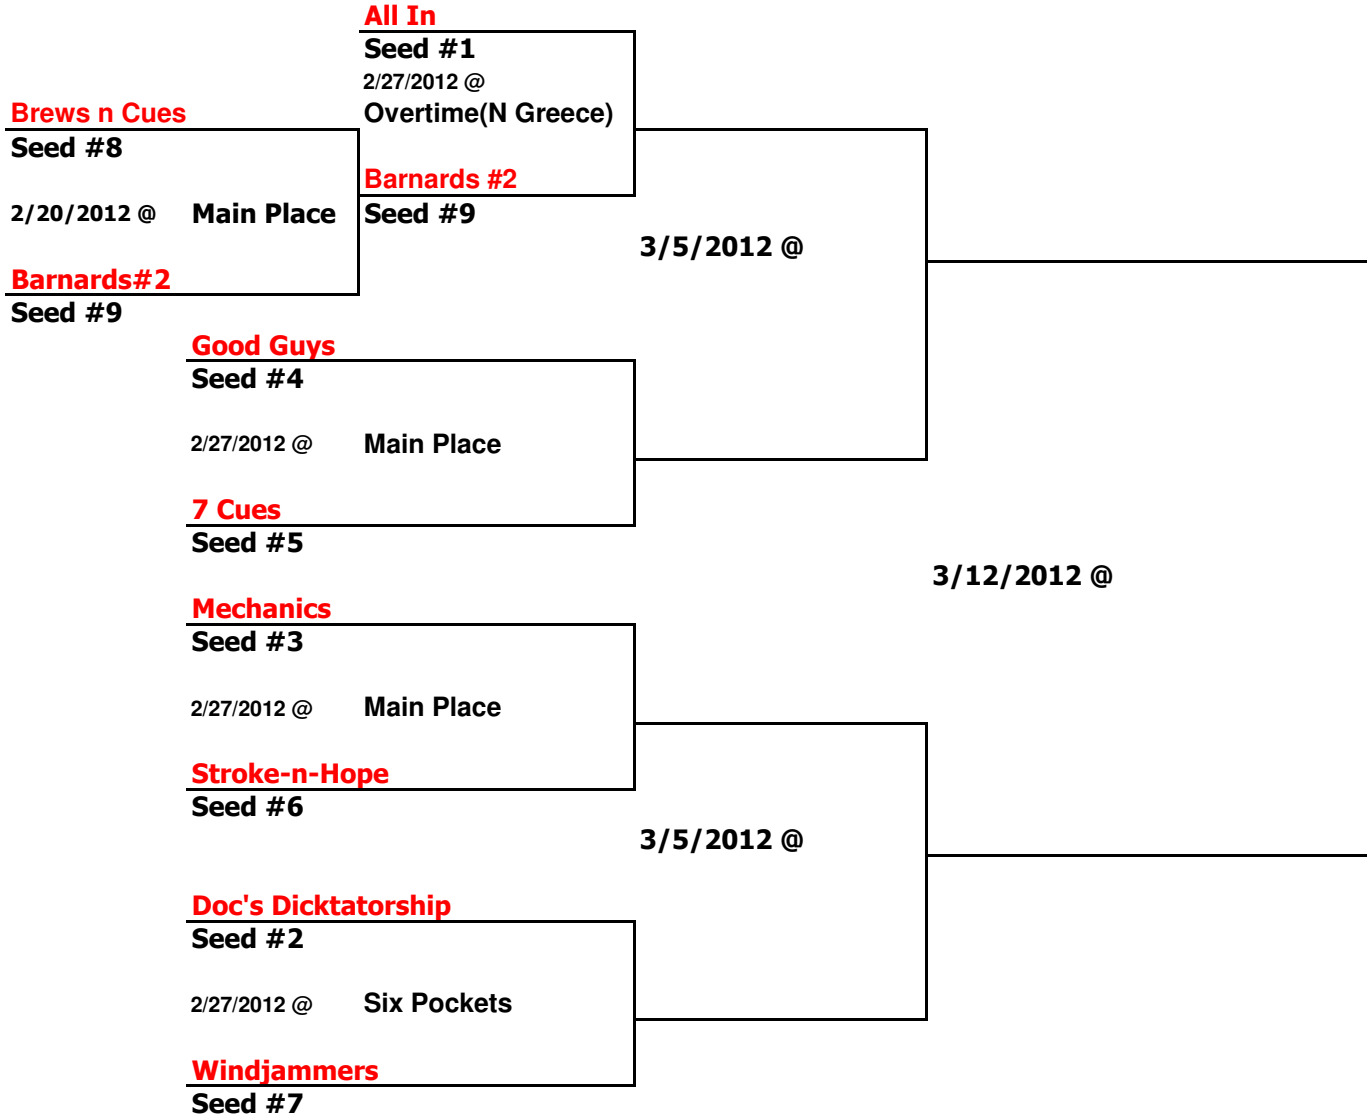 All In
Seed #1
2/27/2012 @
Brews n Cues
Overtime(N Greece)
Seed #8
Barnards #2
2/20/2012 @ Main Place
Seed #9
3/5/2012 @
Barnards#2
Seed #9
Good Guys
Seed #4
2/27/2012 @ Main Place
7 Cues
Seed #5
3/12/2012 @
Mechanics
Seed #3
2/27/2012 @ Main Place
Stroke-n-Hope
Seed #6
3/5/2012 @
Doc's Dicktatorship
Seed #2
2/27/2012 @ Six Pockets
Windjammers
Seed #7